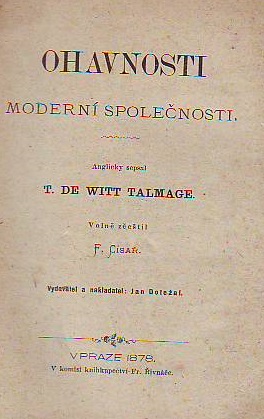 OHAVNOSTI
MODERNÍ SPOLEČNOSTI.
Anglicky sepsal
T. DE WITT TALMAGE.
Volně zčeštil
F. CÍSAŘ.
Vydavatel a nakladatel: Jan Doležal.
V PRAZE 1878.
V komisi knihkupectví Fr. Řivnáče.